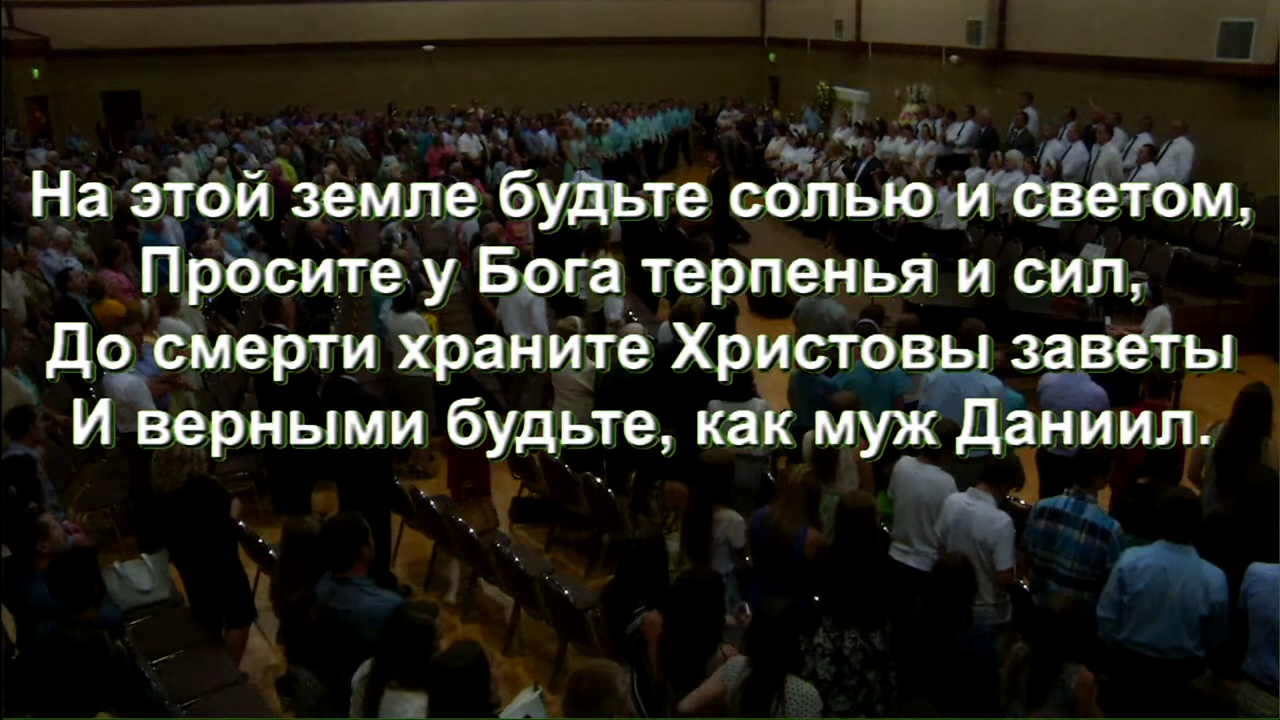 На этой земле будьте солью и светом,
Просите у Бога терпенья и сил,
До смерти храните Христовы заветы
И верными будьте, как муж Даниил.